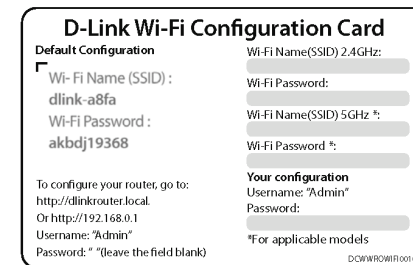 D-Link Wi-Fi Configuration Card
Default Configuration
Wi- Fi Name (SSID) :
dlink-a8fa
Wi-Fi Password :
akbdj19368
To configure your router, go to:
http://dlinkrouter.local.
Or http://192.168.0.1
Username: “Admin”
Password: “ ”(leave the field blank)
Wi-Fi Name(SSID) 2.4GHz:
Wi-Fi Password:
Wi-Fi Name(SSID) 5GHz *:
Wi-Fi Password *:
Your configuration
Username: “Admin”
Password:
*For applicable models